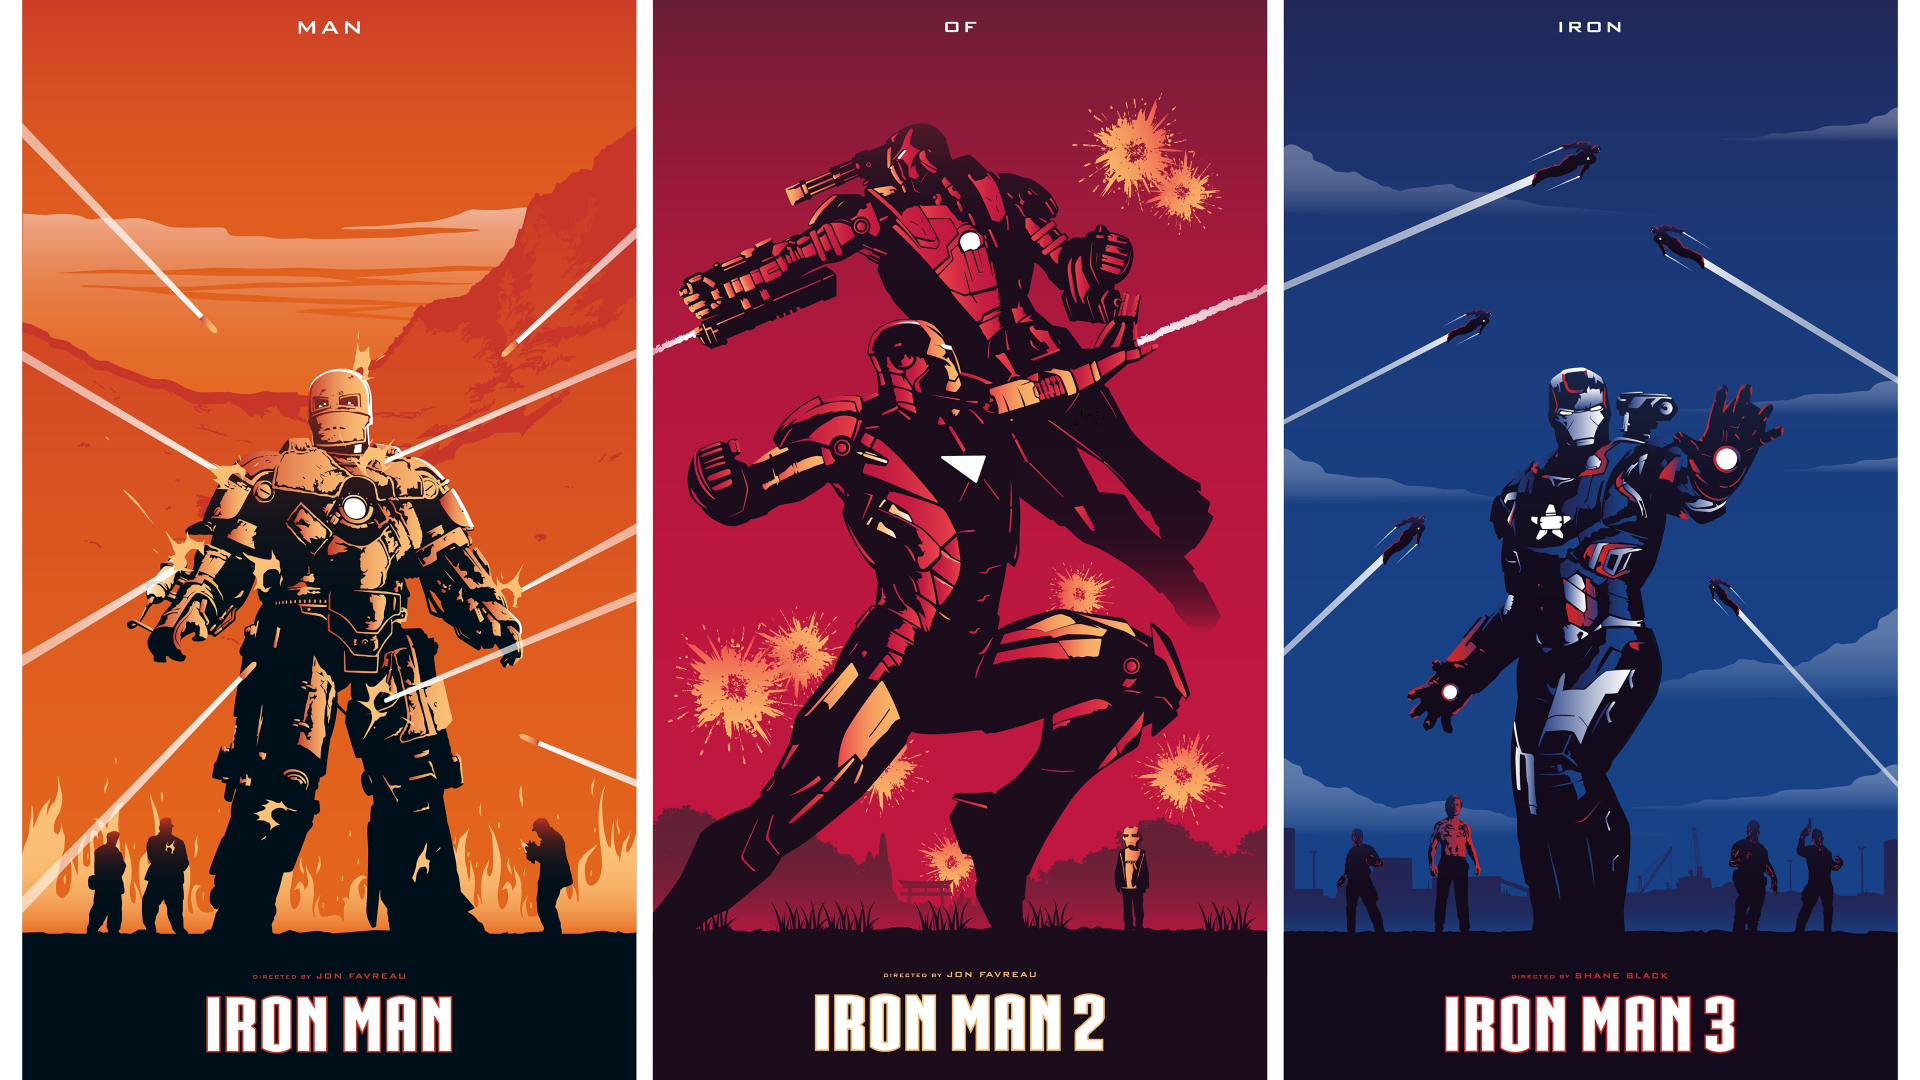 MAN
DIRECTED BY JON FAVREAU
IRON MAN
OF
DIRECTED BY JON FAVREAU
IRON MAN 2
IRON
DIRECTED BY SHANE BLACK
IRON MAN 3